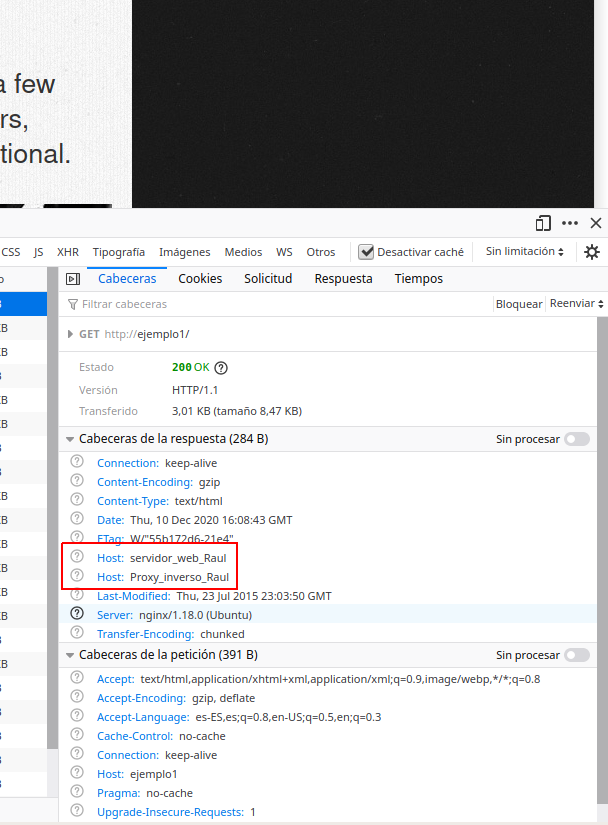 a few
rs,
tional.
CSS JS XHR Tipografía Imágenes Medios WS Otros Desactivar caché Sin limitación
o Cabeceras Cookies Solicitud Respuesta Tiempos
Filtrar cabeceras Bloquear Reenviar
GET http://ejemplo1/
Estado 200 OK
Versión HTTP/1.1
Transferido 3,01 KB (tamaño 8,47 KB)
Cabeceras de la respuesta (284 B) Sin procesar
Connection: keep-alive
Content-Encoding: gzip
Content-Type: text/html
Date: Thu, 10 Dec 2020 16:08:43 GMT
ETag: W/"55b172d6-21e4"
Host: servidor_web_Raul
Host: Proxy_inverso_Raul
Last-Modified: Thu, 23 Jul 2015 23:03:50 GMT
Server: nginx/1.18.0 (Ubuntu)
Transfer-Encoding: chunked
Cabeceras de la petición (391 B) Sin procesar
Accept: text/html,application/xhtml+xml,application/xml;q=0.9,image/webp,*/*;q=0.8
Accept-Encoding: gzip, deflate
Accept-Language: es-ES,es;q=0.8,en-US;q=0.5,en;q=0.3
Cache-Control: no-cache
Connection: keep-alive
Host: ejemplo1
Pragma: no-cache
Upgrade-Insecure-Requests: 1